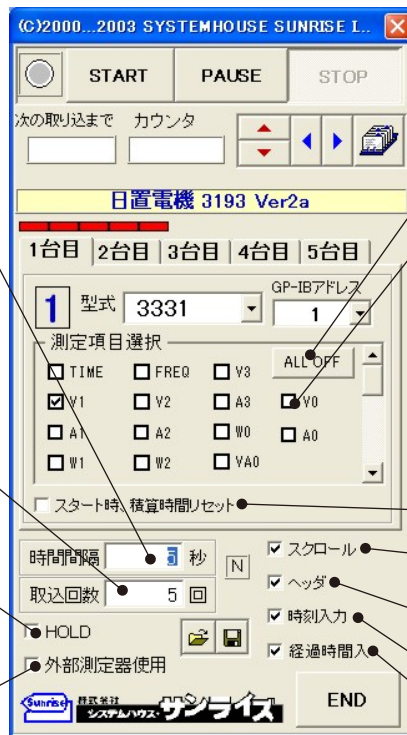 (C)2000...2003 SYSTEMHOUSE SUNRISE I..
START PAUSE STOP
次の取り込まで カウンタ
日置電機 3193 Ver2a
1台目 2台目 3台目 4台目 5台目
GP-IBアドレス
1 型式 3331 1
測定項目選択
ALL OFF
TIME FREQ V3
V1 V2 A3 V0
A1 A2 W0 A0
W1 W2 VA0
スタート時、積算時間リセット
時間間隔 5 秒
N
取込回数 5 回
スクロール
ヘッダ
時刻入力
経過時間入
HOLD
外部測定器使用
Sunrise 株式会社 システムハウス・サンライズ
END